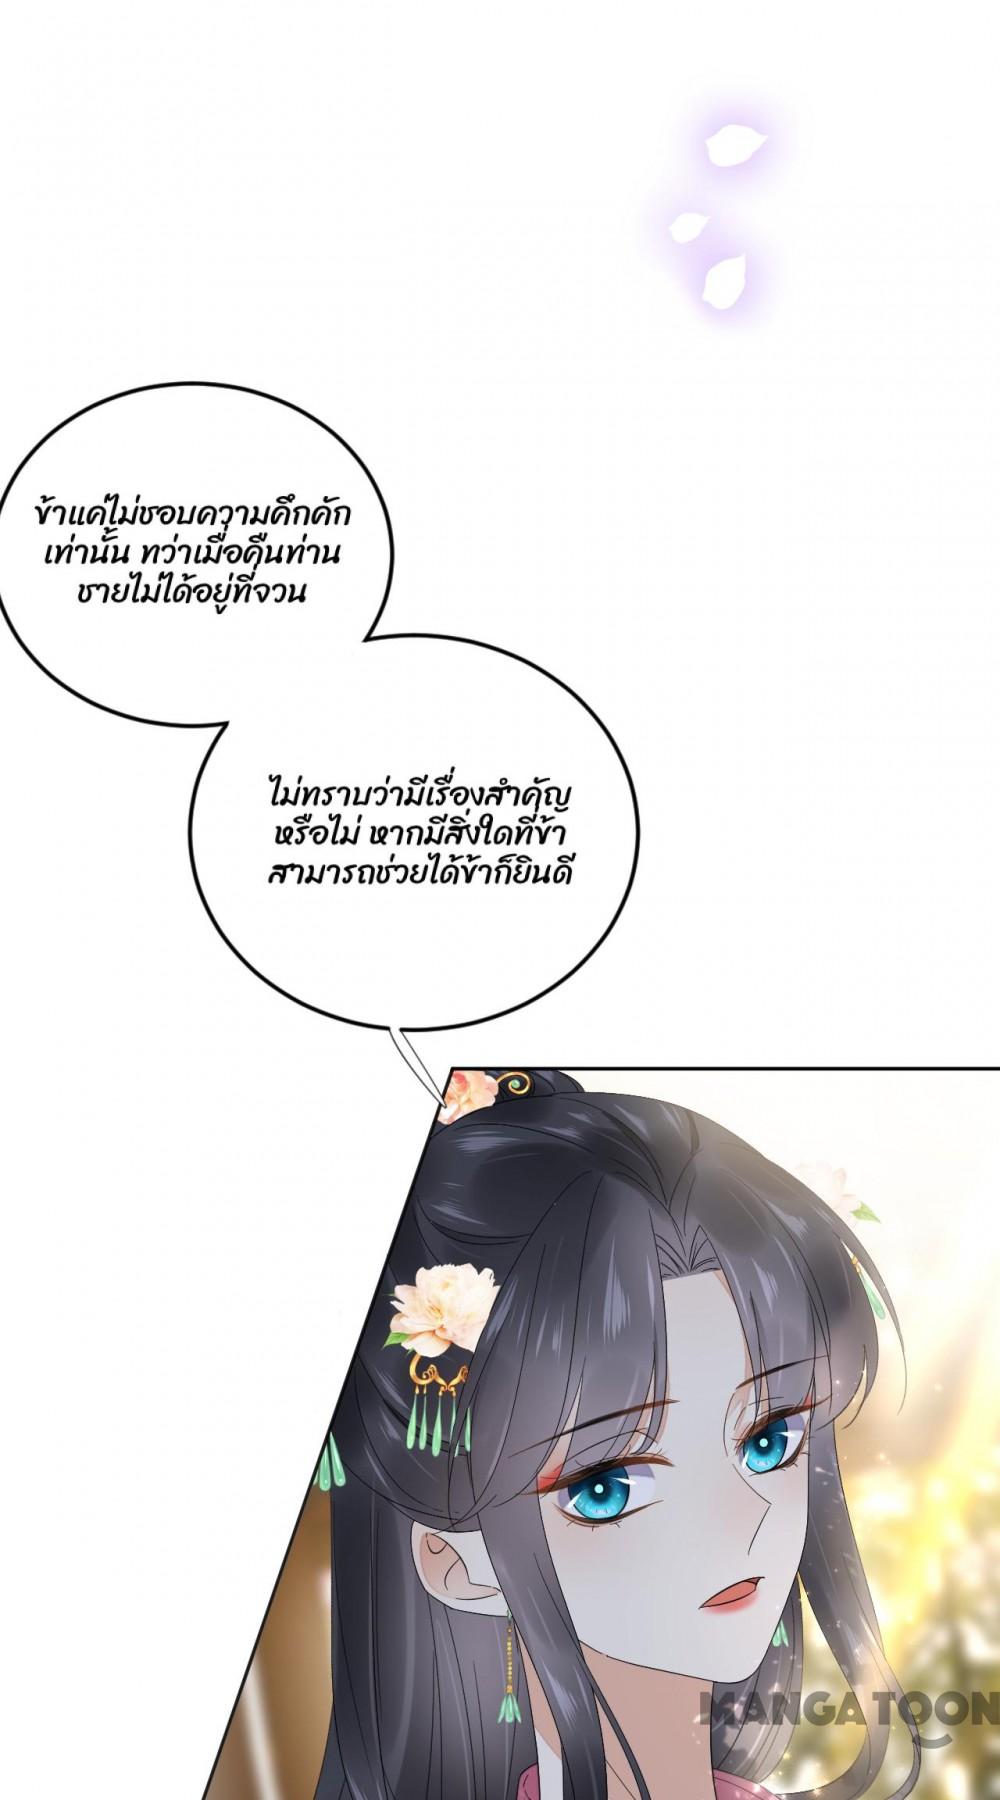 ข้าแค่ไม่ชอบความคึกคัก
เท่านั้น ทว่าเมื่อคืนท่าน
ชายไม่ได้อยู่ที่จวน
ไม่ทราบว่ามีเรื่องสำคัญ
หรือไม่ หากมีสิ่งใดที่ข้า
สามารถช่วยได้ข้าก็ยินดี
MANGATOON